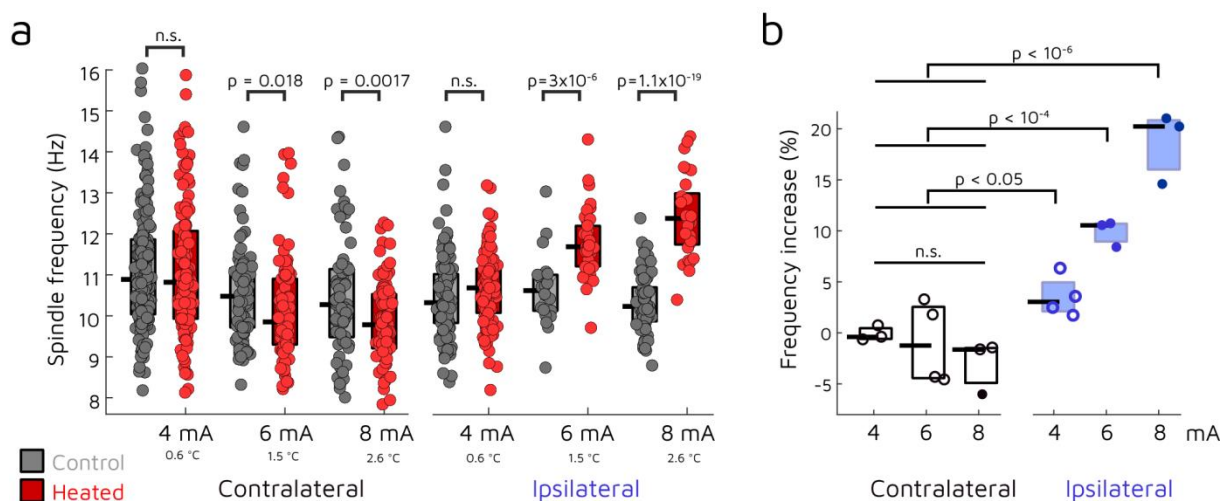 a
n.s.
p = 0.018
p = 0.0017
n.s.
p=3x10-6
p=1.1x10-19
Spindle frequency (Hz)
16
15
14
13
12
11
10
9
8
4 mA
6 mA
8 mA
4 mA
6 mA
8 mA
0.6 °C
1.5 °C
2.6 °C
0.6 °C
1.5 °C
2.6 °C
Control
Heated
Contralateral
Ipsilateral
b
p < 10-6
p < 10-4
p < 0.05
n.s.
Frequency increase (%)
20
15
10
5
0
−5
4
6
8
4
6
8
mA
Contralateral
Ipsilateral